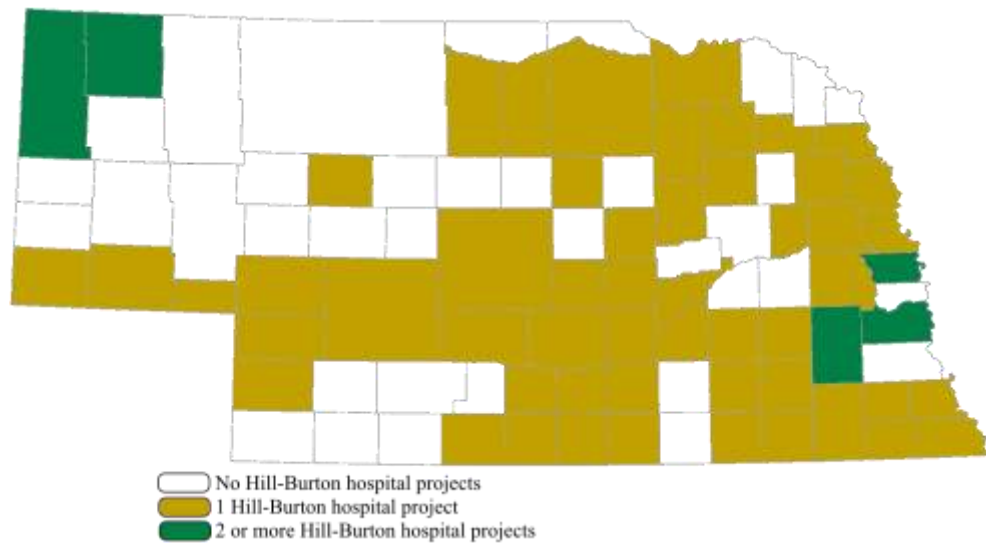 No Hill-Burton hospital projects
1 Hill-Burton hospital project
2 or more Hill-Burton hospital projects